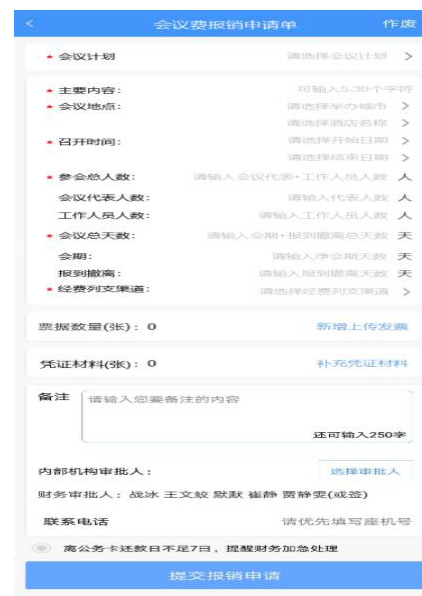 < 会议费报销申请单 作废
* 会议计划 请选择会议计划 >
* 主要内容: 可输入5-30个字符
* 会议地点: 请选择举办城市 >
请选择酒店名称 >
* 召开时间: 请选择开始日期 >
请选择结束日期 >
* 参会总人数: 请输入会议代表+工作人员人数 人
会议代表人数: 请输入代表人数 人
工作人员人数: 请输入工作人员人数 人
* 会议总天数: 请输入会期+报到撤离总天数 天
会期: 请输入净会期天数 天
报到撤离: 请输入报到撤离天数 天
* 经费列支渠道: 请选择经费列支渠道 >
票据数量(张): 0 新增上传发票
凭证材料(张): 0 补充凭证材料
备注 请输入您要备注的内容
还可输入250字
内部机构审批人: 选择审批人
财务审批人: 战冰 王文鲛 默默 崔静 贾静雯(或签)
联系电话 请优先填写座机号
离公务卡还款日不足7日，提醒财务加急处理
提交报销申请